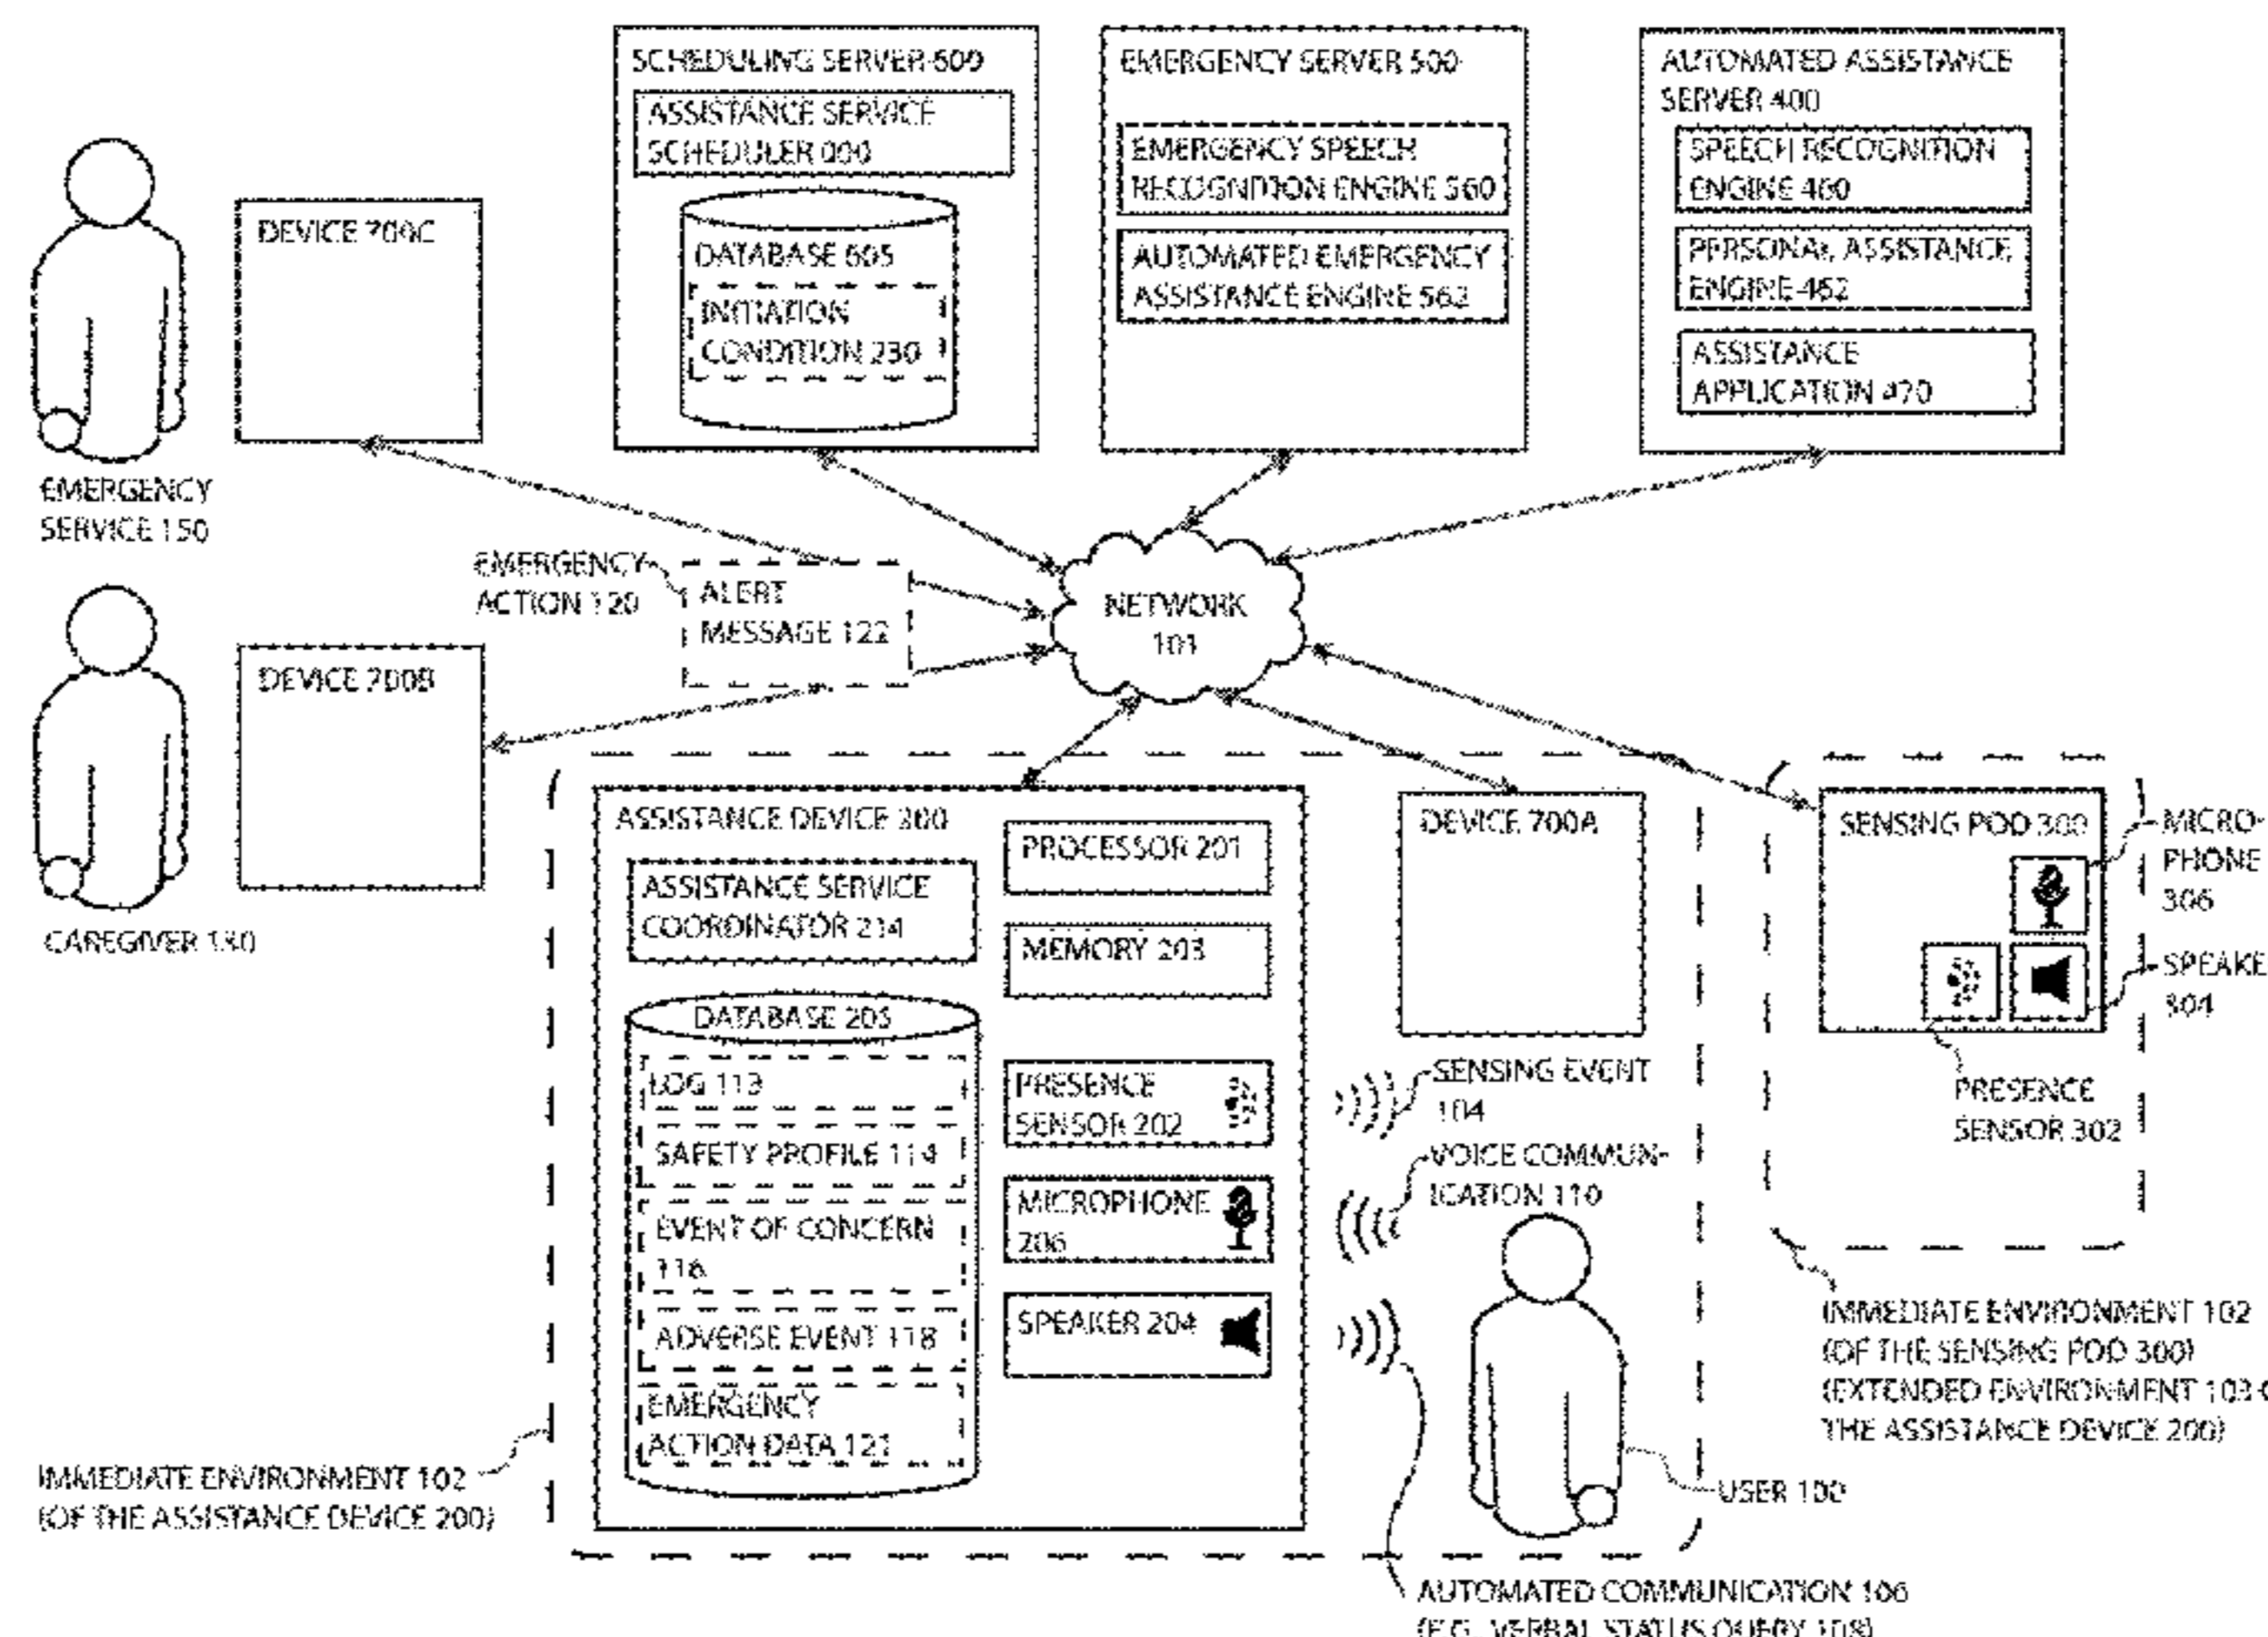 SCHEDULING SERVER 600
ASSISTANCE SERVICE
SCHEDULER
DATABASE 605
INITIATION
CONDITION 230
EMERGENCY SERVER 500
EMERGENCY SPEECH
RECOGNITION ENGINE 560
AUTOMATED EMERGENCY
ASSISTANCE ENGINE 562
AUTOMATED ASSISTANCE
SERVER 400
SPEECH RECOGNITION
ENGINE 460
PERSONAL ASSISTANCE
ENGINE 462
ASSISTANCE
APPLICATION 470
DEVICE 700C
EMERGENCY
SERVICE 150
EMERGENCY
ACTION 120
ALERT
MESSAGE 122
NETWORK
101
DEVICE 700B
CAREGIVER 130
ASSISTANCE DEVICE 200
ASSISTANCE SERVICE
COORDINATOR 214
DATABASE 205
LOG 113
SAFETY PROFILE 114
EVENT OF CONCERN
116
ADVERSE EVENT 118
EMERGENCY
ACTION DATA 121
PROCESSOR 201
MEMORY 203
PRESENCE
SENSOR 202
MICROPHONE
206
SPEAKER 204
DEVICE 700A
SENSING EVENT
104
VOICE COMMUN-
ICATION 110
SENSING POD 300
MICRO-
PHONE
306
SPEAKE
304
PRESENCE
SENSOR 302
IMMEDIATE ENVIRONMENT 102
(OF THE SENSING POD 300)
(EXTENDED ENVIRONMENT 103
THE ASSISTANCE DEVICE 200)
USER 100
IMMEDIATE ENVIRONMENT 102
(OF THE ASSISTANCE DEVICE 200)
AUTOMATED COMMUNICATION 106
(E.G., VERBAL STATUS QUERY 108)